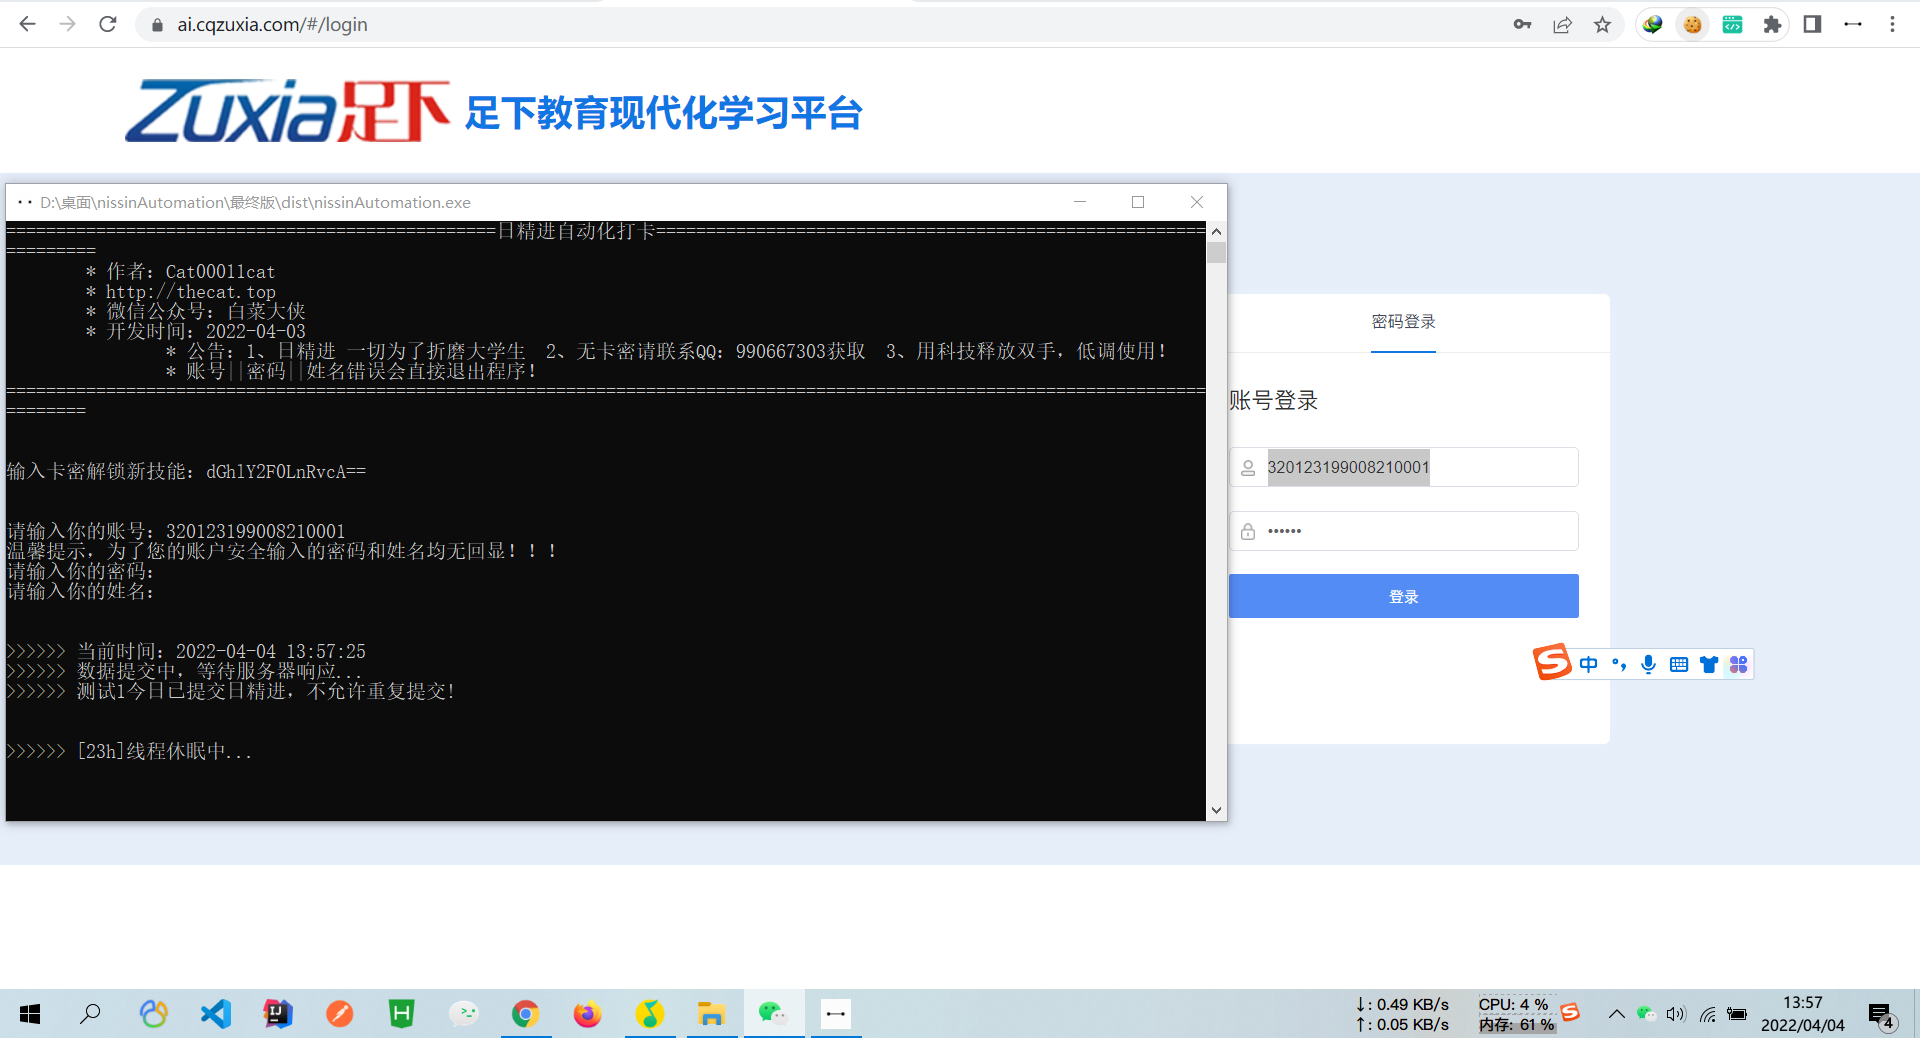 ai.cqzuxia.com/#/login
Zuxia足下 足下教育现代化学习平台
D:\桌面\nissinAutomation\最终版\dist\nissinAutomation.exe
=================================================日精进自动化打卡=======================================================
=========
* 作者：Cat00011cat
* http://thecat.top
* 微信公众号：白菜大侠
* 开发时间：2022-04-03
* 公告：1、日精进 一切为了折磨大学生  2、无卡密请联系QQ：990667303获取  3、用科技释放双手，低调使用！
* 账号||密码||姓名错误会直接退出程序！
========================================================================================================================
========
输入卡密解锁新技能：dGhlY2F0LnRvcA==
请输入你的账号：320123199008210001
温馨提示，为了您的账户安全输入的密码和姓名均无回显！！！
请输入你的密码：
请输入你的姓名：
>>>>>> 当前时间：2022-04-04 13:57:25
>>>>>> 数据提交中，等待服务器响应...
>>>>>> 测试1今日已提交日精进，不允许重复提交!
>>>>>> [23h]线程休眠中...
密码登录
账号登录
320123199008210001
••••••
登录
中
↓: 0.49 KB/s
↑: 0.05 KB/s
CPU: 4 %
内存: 61 %
13:57
2022/04/04
4